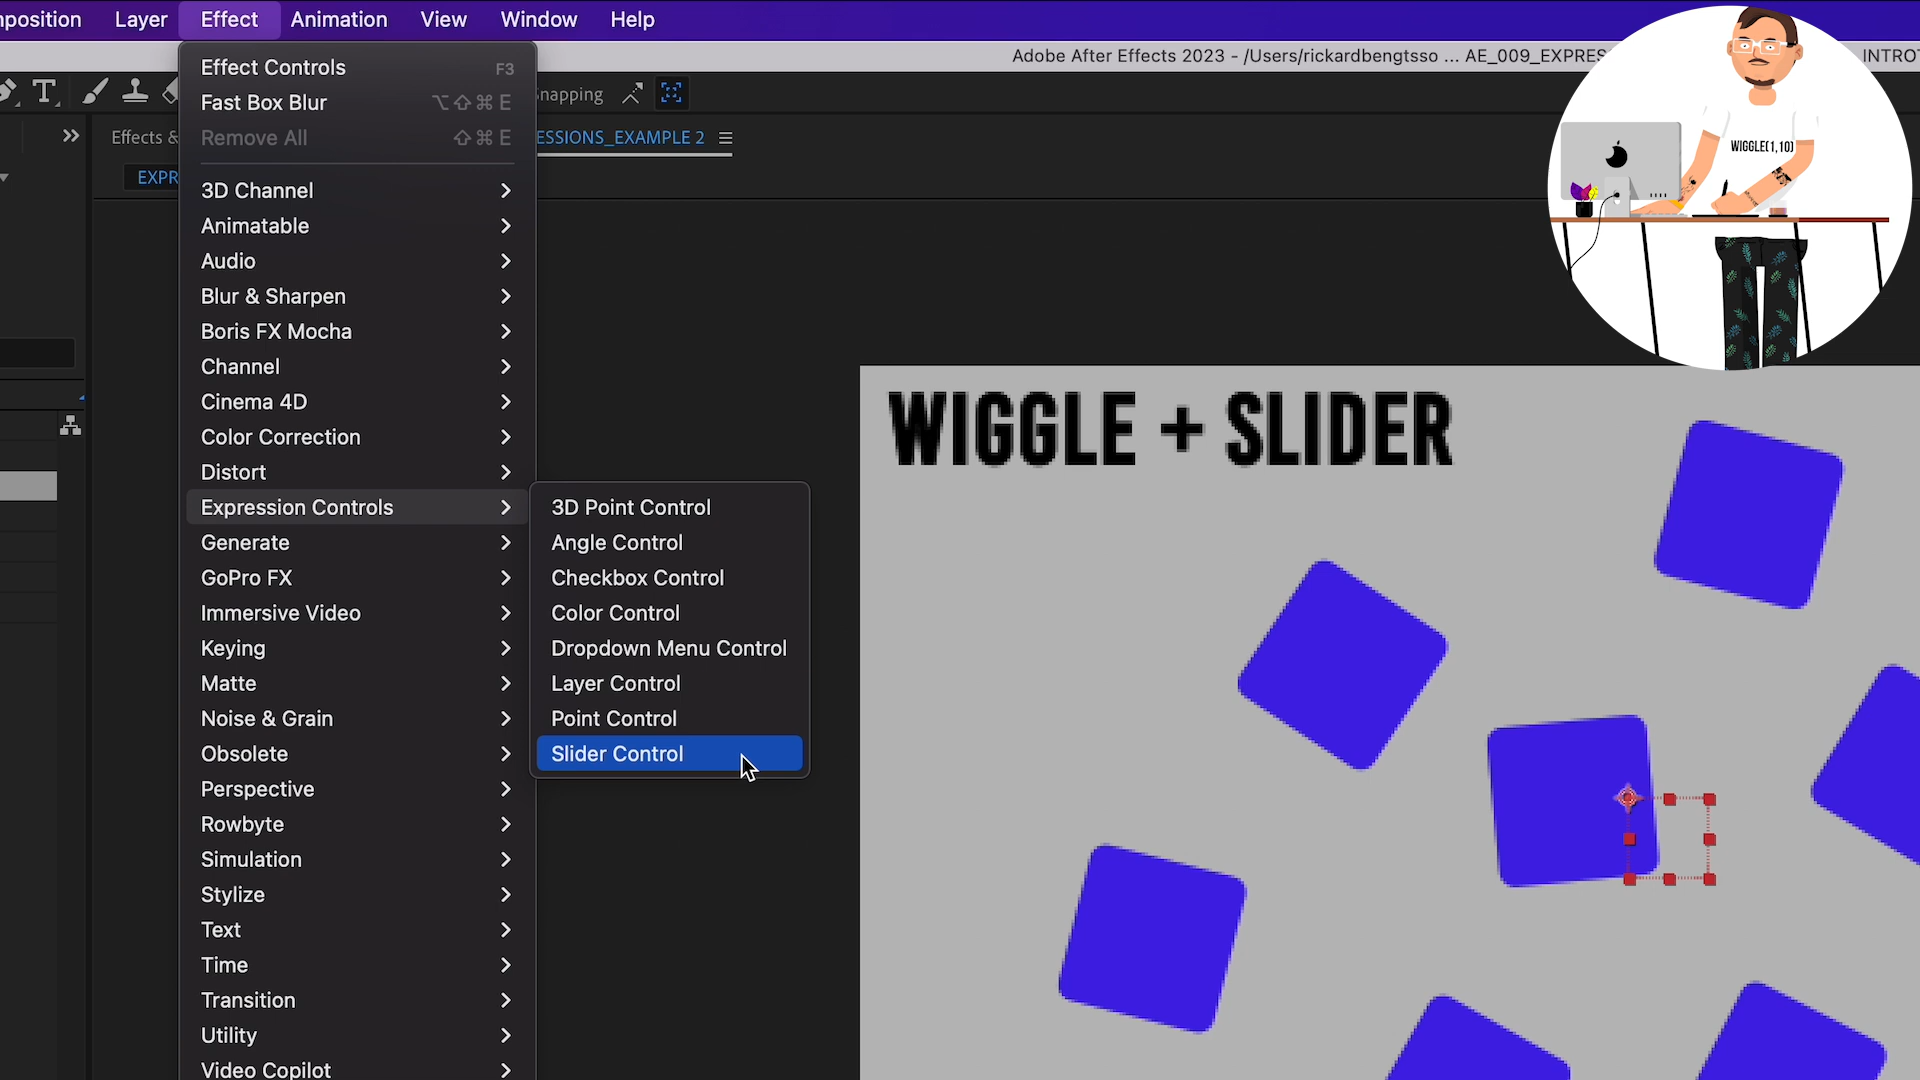 nposition Layer Effect Animation View Window Help
Adobe After Effects 2023 - /Users/rickardbengtsso ... AE_009_EXPRES
INTRO
T
Snapping
Effects &
ESSIONS_EXAMPLE 2
EXPR
Effect Controls F3
Fast Box Blur ⌥⇧⌘E
Remove All ⇧⌘E
3D Channel
Animatable
Audio
Blur & Sharpen
Boris FX Mocha
Channel
Cinema 4D
Color Correction
Distort
Expression Controls
Generate
GoPro FX
Immersive Video
Keying
Matte
Noise & Grain
Obsolete
Perspective
Rowbyte
Simulation
Stylize
Text
Time
Transition
Utility
Video Copilot
3D Point Control
Angle Control
Checkbox Control
Color Control
Dropdown Menu Control
Layer Control
Point Control
Slider Control
WIGGLE(1,10)
WIGGLE + SLIDER